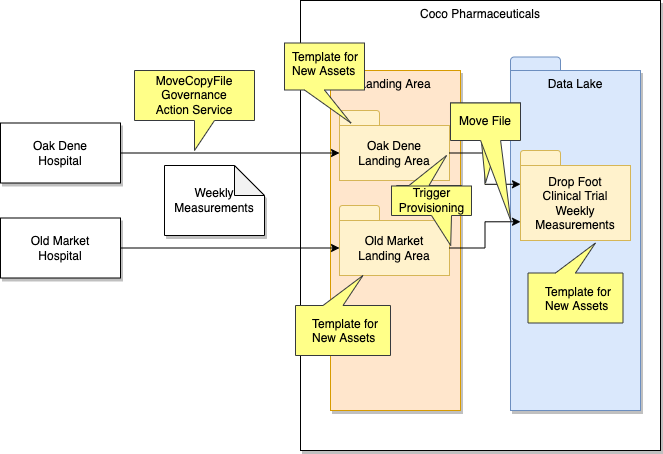 Coco Pharmaceuticals
Template for
New Assets
MoveCopyFile
Governance
Action Service
Landing Area
Data Lake
Move File
Oak Dene
Hospital
Oak Dene
Landing Area
Weekly
Measurements
Trigger
Provisioning
Drop Foot
Clinical Trial
Weekly
Measurements
Old Market
Hospital
Old Market
Landing Area
Template for
New Assets
Template for
New Assets